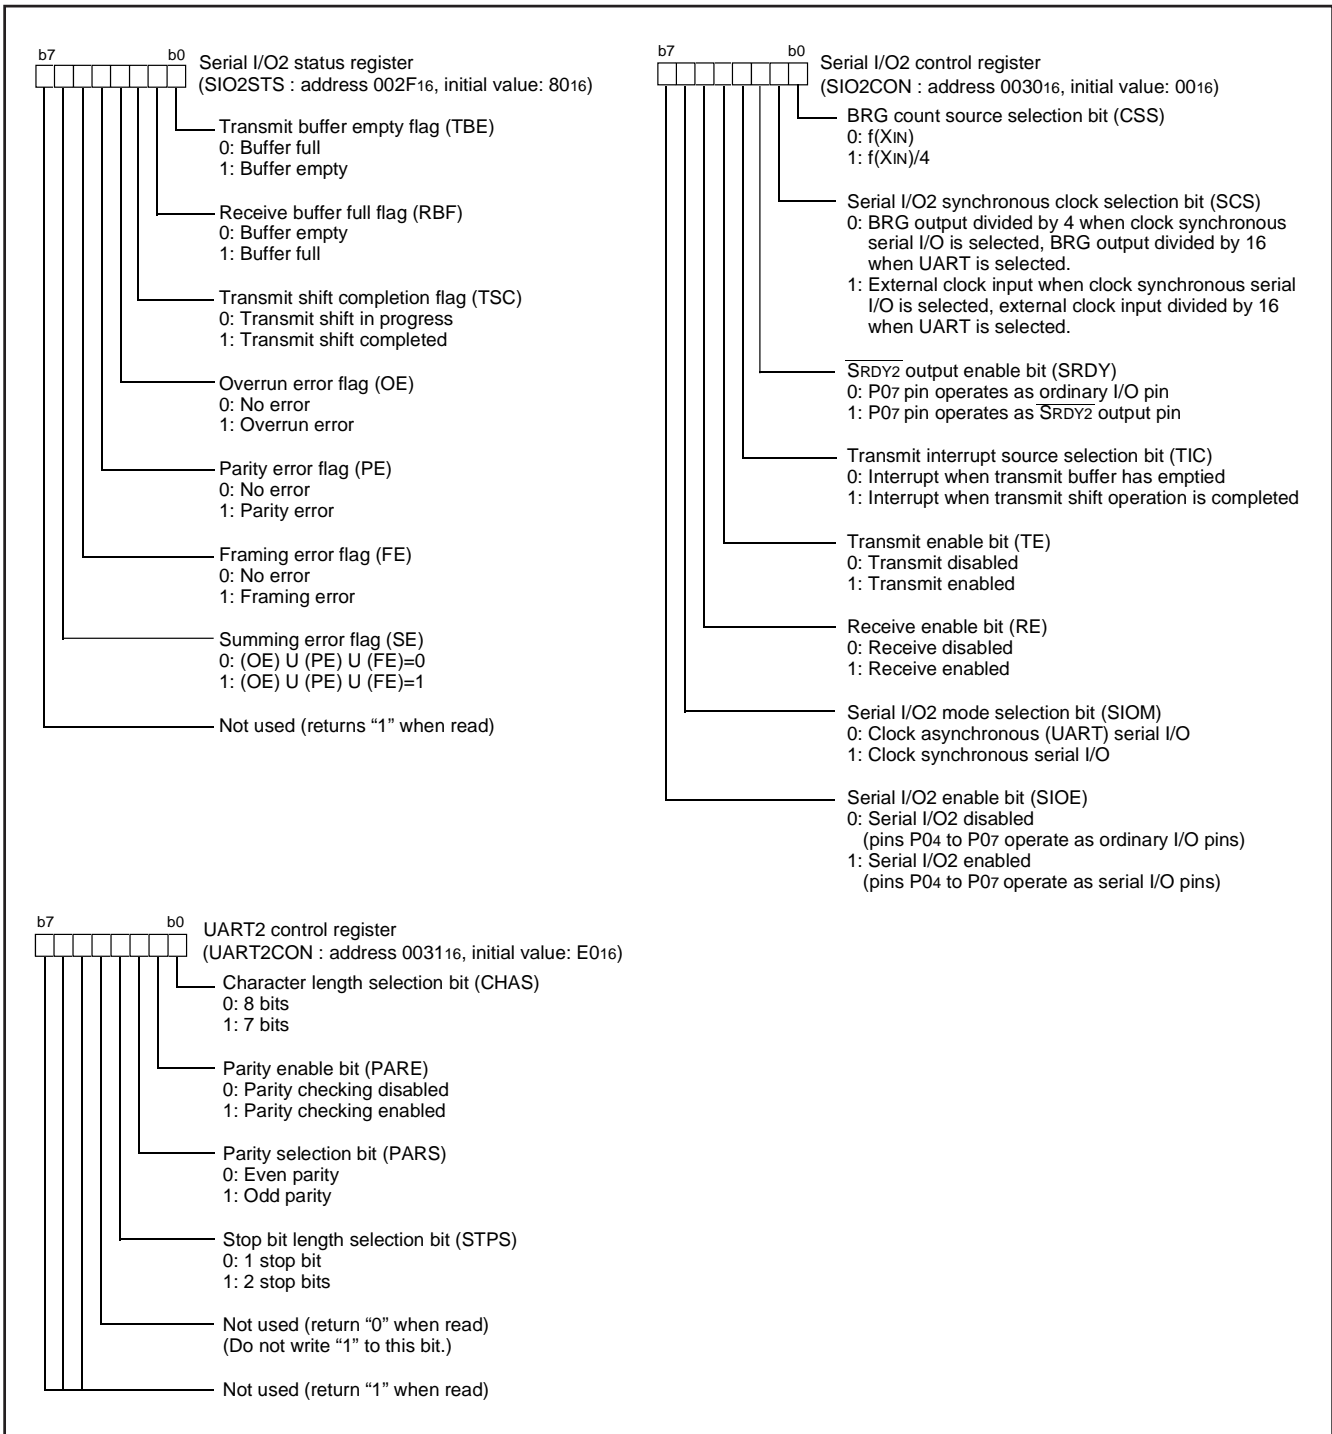 b7 b0 Serial I/O2 status register
(SIO2STS : address 002F16, initial value: 8016)
Transmit buffer empty flag (TBE)
0: Buffer full
1: Buffer empty
Receive buffer full flag (RBF)
0: Buffer empty
1: Buffer full
Transmit shift completion flag (TSC)
0: Transmit shift in progress
1: Transmit shift completed
Overrun error flag (OE)
0: No error
1: Overrun error
Parity error flag (PE)
0: No error
1: Parity error
Framing error flag (FE)
0: No error
1: Framing error
Summing error flag (SE)
0: (OE) U (PE) U (FE)=0
1: (OE) U (PE) U (FE)=1
Not used (returns “1” when read)
b7 b0 Serial I/O2 control register
(SIO2CON : address 003016, initial value: 0016)
BRG count source selection bit (CSS)
0: f(XIN)
1: f(XIN)/4
Serial I/O2 synchronous clock selection bit (SCS)
0: BRG output divided by 4 when clock synchronous
serial I/O is selected, BRG output divided by 16
when UART is selected.
1: External clock input when clock synchronous serial
I/O is selected, external clock input divided by 16
when UART is selected.
SRDY2 output enable bit (SRDY)
0: P07 pin operates as ordinary I/O pin
1: P07 pin operates as SRDY2 output pin
Transmit interrupt source selection bit (TIC)
0: Interrupt when transmit buffer has emptied
1: Interrupt when transmit shift operation is completed
Transmit enable bit (TE)
0: Transmit disabled
1: Transmit enabled
Receive enable bit (RE)
0: Receive disabled
1: Receive enabled
Serial I/O2 mode selection bit (SIOM)
0: Clock asynchronous (UART) serial I/O
1: Clock synchronous serial I/O
Serial I/O2 enable bit (SIOE)
0: Serial I/O2 disabled
(pins P04 to P07 operate as ordinary I/O pins)
1: Serial I/O2 enabled
(pins P04 to P07 operate as serial I/O pins)
b7 b0 UART2 control register
(UART2CON : address 003116, initial value: E016)
Character length selection bit (CHAS)
0: 8 bits
1: 7 bits
Parity enable bit (PARE)
0: Parity checking disabled
1: Parity checking enabled
Parity selection bit (PARS)
0: Even parity
1: Odd parity
Stop bit length selection bit (STPS)
0: 1 stop bit
1: 2 stop bits
Not used (return “0” when read)
(Do not write “1” to this bit.)
Not used (return “1” when read)